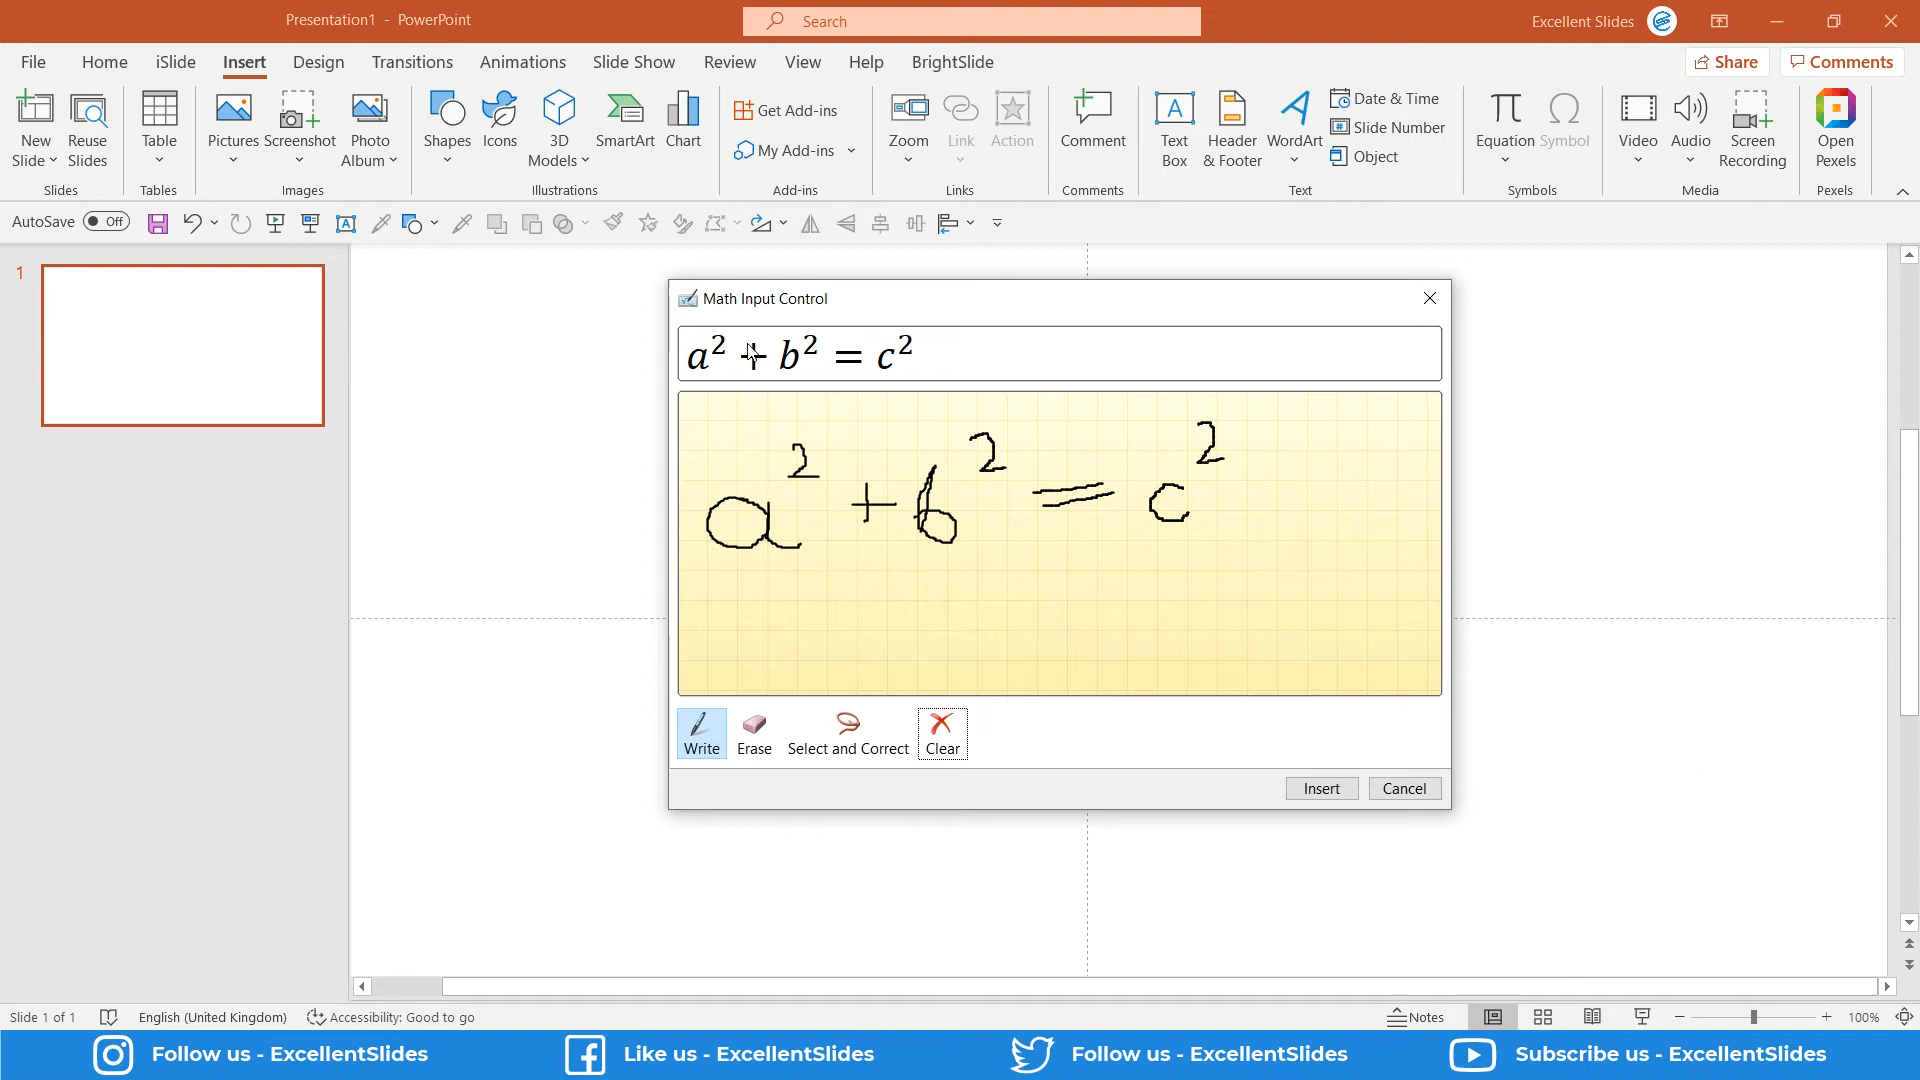 Presentation1 - PowerPoint
Search
Excellent Slides
File Home iSlide Insert Design Transitions Animations Slide Show Review View Help BrightSlide
Share Comments
New Slide
Reuse Slides
Slides
Table
Tables
Pictures
Screenshot
Photo Album
Images
Shapes
Icons
3D Models
SmartArt
Chart
Illustrations
Get Add-ins
My Add-ins
Add-ins
Zoom
Link
Action
Links
Comment
Comments
Text Box
Header & Footer
WordArt
Date & Time
Slide Number
Object
Text
Equation
Symbol
Symbols
Video
Audio
Screen Recording
Media
Open Pexels
Pexels
AutoSave Off
1
Math Input Control
a² + b² = c²
a² + b² = c²
Write Erase Select and Correct Clear
Insert Cancel
Slide 1 of 1 English (United Kingdom) Accessibility: Good to go Notes 100%
Follow us - ExcellentSlides Like us - ExcellentSlides Follow us - ExcellentSlides Subscribe us - ExcellentSlides